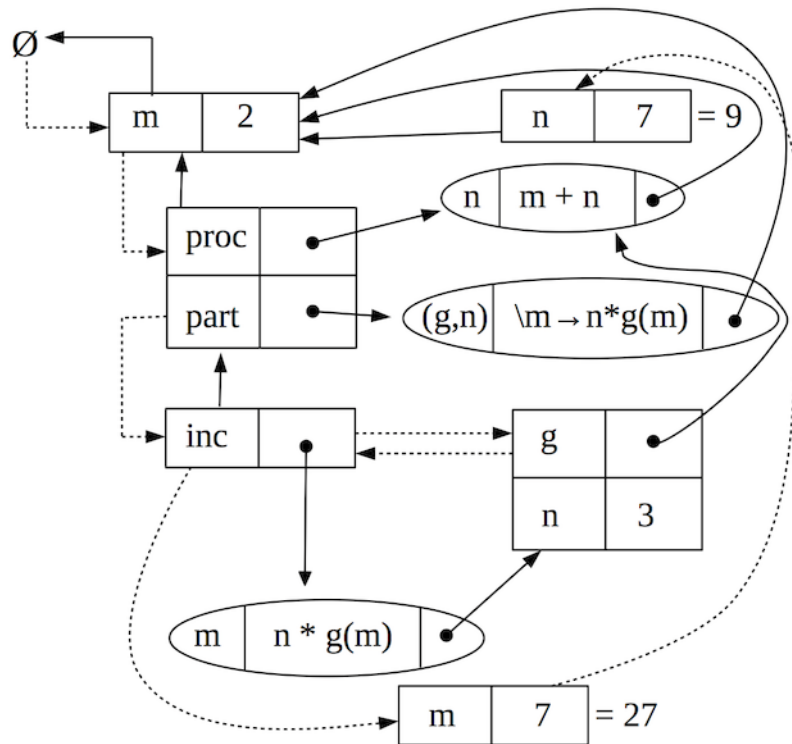 Ø
m 2
n 7 = 9
n m + n
proc
part
(g,n) \m→n*g(m)
inc
g
n 3
m n * g(m)
m 7 = 27